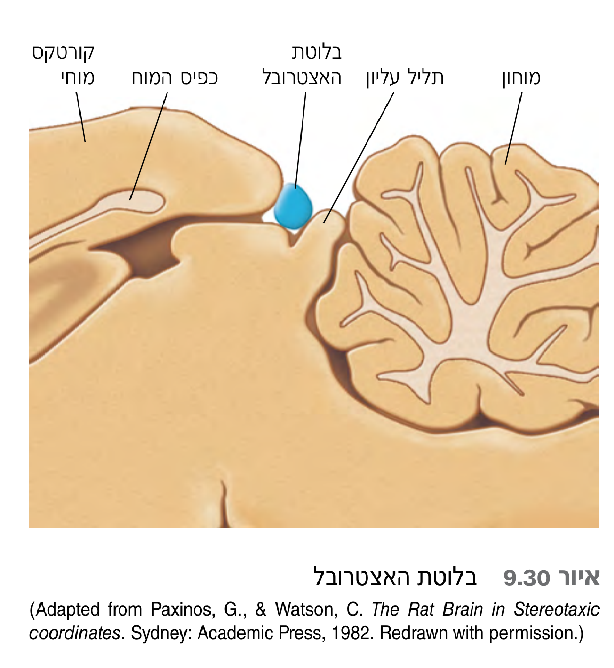 קורטקס
מוחי
כפיס המוח
בלוטת
האצטרובל
תליל עליון
מוחון
איור 9.30 בלוטת האצטרובל
(Adapted from Paxinos, G., & Watson, C. The Rat Brain in Stereotaxic
coordinates. Sydney: Academic Press, 1982. Redrawn with permission.)